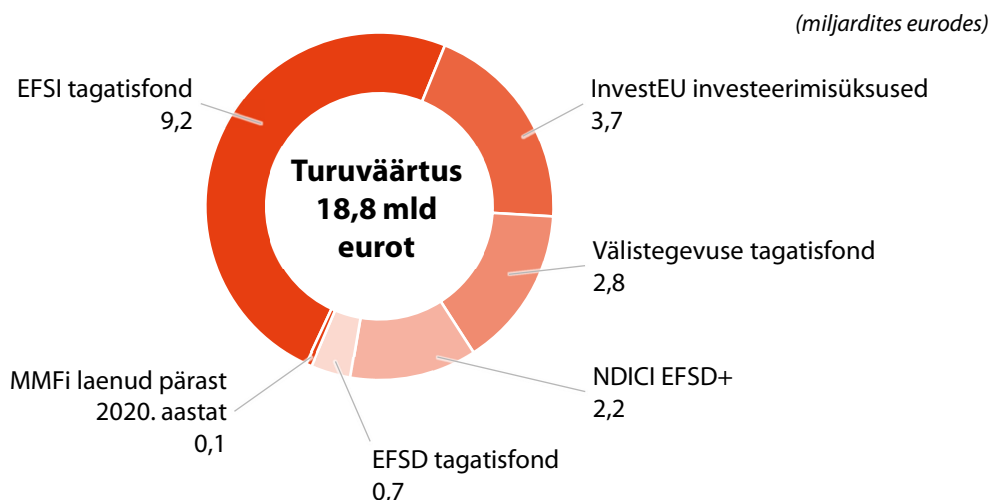 (miljardites eurodes)
EFSI tagatisfond
9,2
InvestEU investeerimisüksused
3,7
Turuväärtus
18,8 mld
eurot
Välistegevuse tagatisfond
2,8
NDICI EFSD+
2,2
MMFi laenud pärast
2020. aastat
0,1
EFSD tagatisfond
0,7